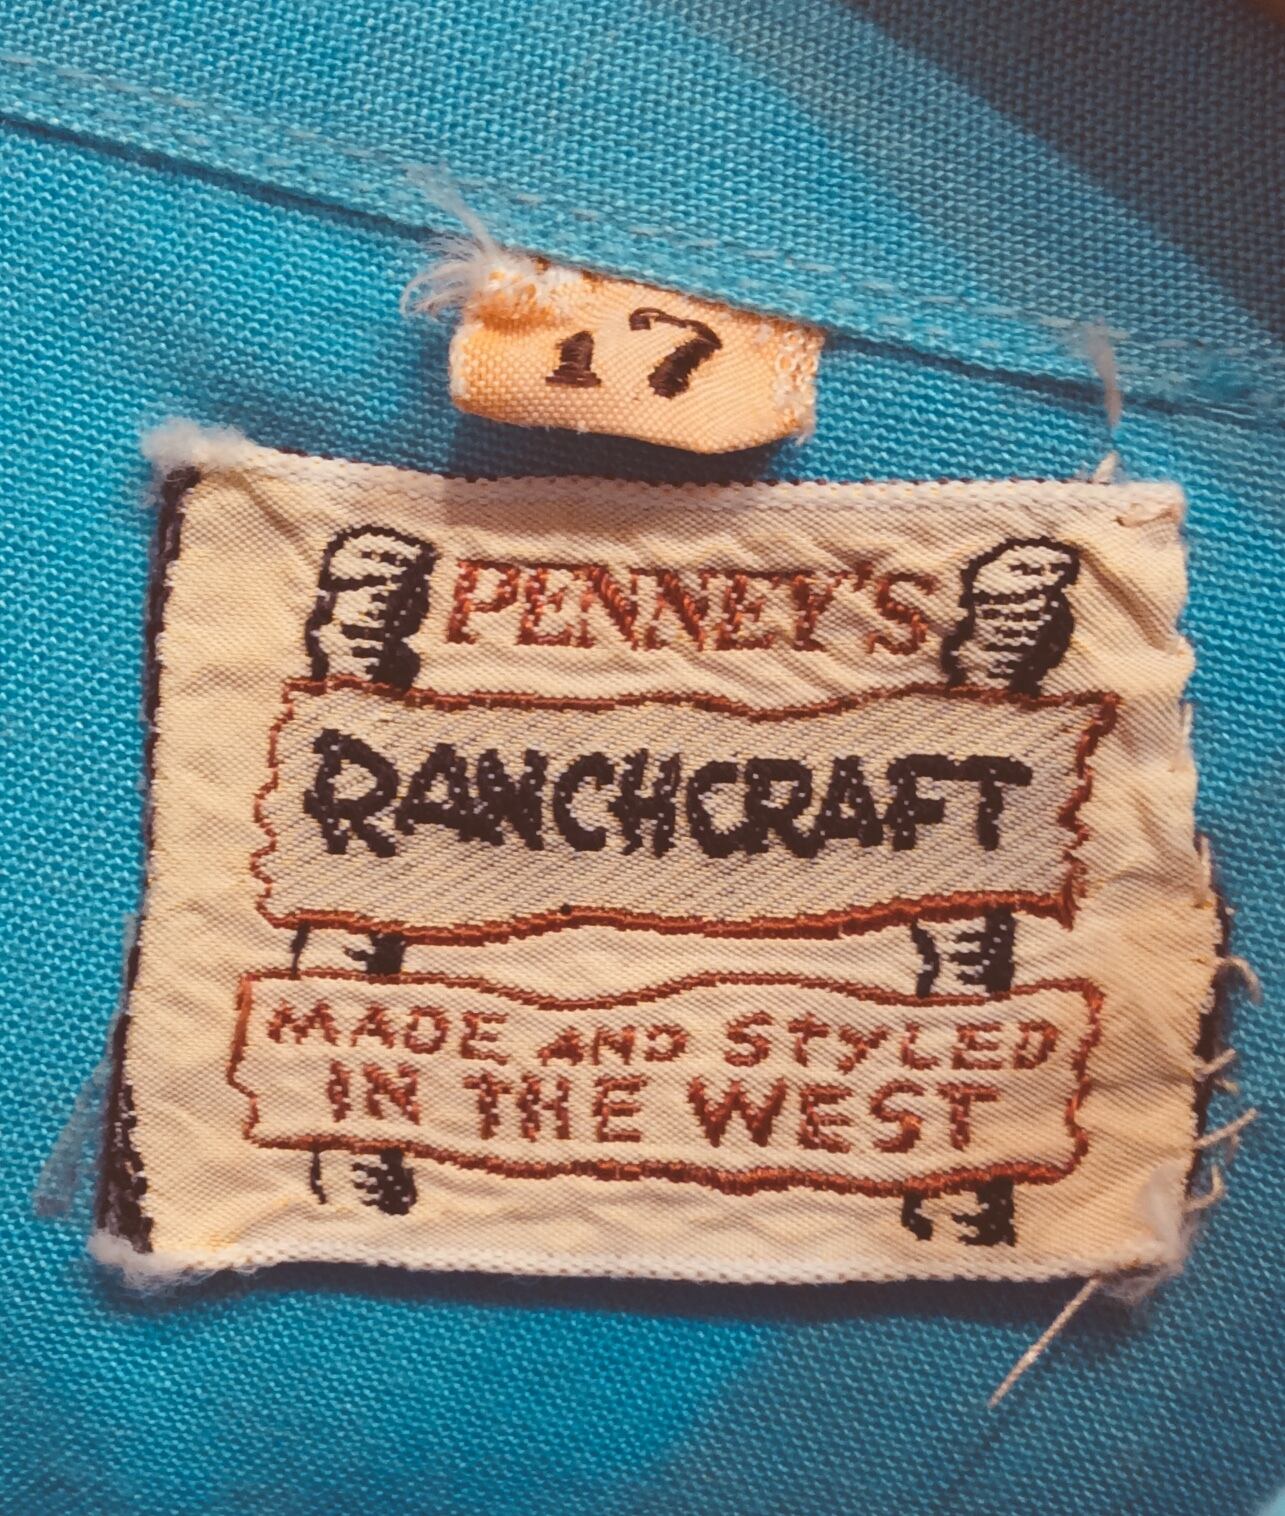 17
PENNEY'S
RANCHCRAFT
MADE AND STYLED
IN THE WEST